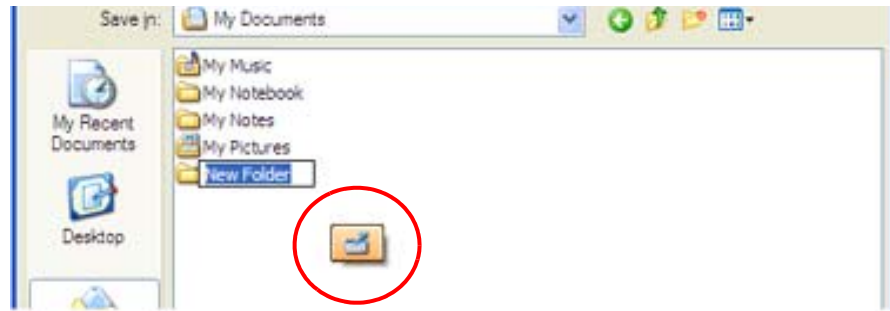 Save in: My Documents
My Music
My Notebook
My Notes
My Pictures
New Folder
My Recent
Documents
Desktop